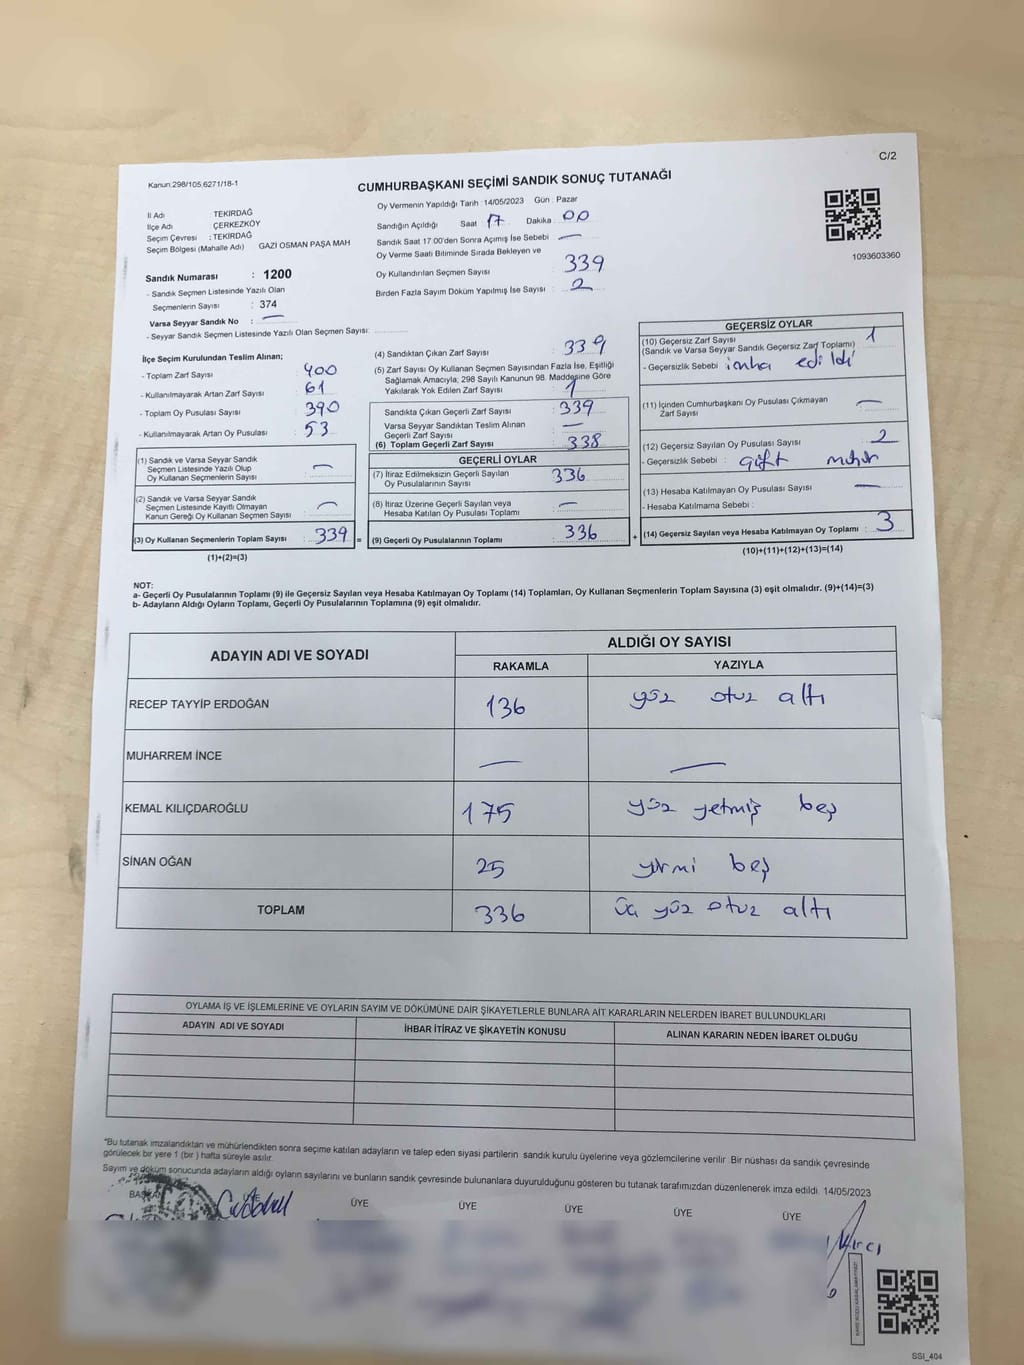 C/2
Kanun:298/105.6271/18-1
CUMHURBAŞKANI SEÇİMİ SANDIK SONUÇ TUTANAĞI
İl Adı TEKİRDAĞ
İlçe Adı ÇERKEZKÖY
Seçim Çevresi : TEKİRDAĞ
Seçim Bölgesi (Mahalle Adı) GAZİ OSMAN PAŞA MAH
Sandık Numarası : 1200
- Sandık Seçmen Listesinde Yazılı Olan
Seçmenlerin Sayısı : 374
Varsa Seyyar Sandık No : —
- Seyyar Sandık Seçmen Listesinde Yazılı Olan Seçmen Sayısı:
Oy Vermenin Yapıldığı Tarih : 14/05/2023 Gün : Pazar
Sandığın Açıldığı Saat 17 Dakika : 00
Sandık Saat 17.00'den Sonra Açımış İse Sebebi —
Oy Verme Saati Bitiminde Sırada Bekleyen ve
Oy Kullandırılan Seçmen Sayısı 339
Birden Fazla Sayım Döküm Yapılmış İse Sayısı : 2
1093603360
İlçe Seçim Kurulundan Teslim Alınan;
- Toplam Zarf Sayısı : 400
- Kullanılmayarak Artan Zarf Sayısı : 61
- Toplam Oy Pusulası Sayısı : 390
- Kullanılmayarak Artan Oy Pusulası : 53
(1) Sandık ve Varsa Seyyar Sandık
Seçmen Listesinde Yazılı Olup
Oy Kullanan Seçmenlerin Sayısı : —
(2) Sandık ve Varsa Seyyar Sandık
Seçmen Listesinde Kayıtlı Olmayan
Kanun Gereği Oy Kullanan Seçmen Sayısı : —
(3) Oy Kullanan Seçmenlerin Toplam Sayısı : 339 =
(1)+(2)=(3)
(4) Sandıktan Çıkan Zarf Sayısı : 339
(5) Zarf Sayısı Oy Kullanan Seçmen Sayısından Fazla İse, Eşitliği
Sağlamak Amacıyla; 298 Sayılı Kanunun 98. Maddesine Göre
Yakılarak Yok Edilen Zarf Sayısı : 1
Sandıkta Çıkan Geçerli Zarf Sayısı : 339
Varsa Seyyar Sandıktan Teslim Alınan
Geçerli Zarf Sayısı : —
(6) Toplam Geçerli Zarf Sayısı : 338
GEÇERLİ OYLAR
(7) İtiraz Edilmeksizin Geçerli Sayılan
Oy Pusulalarının Sayısı : 336
(8) İtiraz Üzerine Geçerli Sayılan veya
Hesaba Katılan Oy Pusulası Toplamı : —
(9) Geçerli Oy Pusulalarının Toplamı : 336 +
GEÇERSİZ OYLAR
(10) Geçersiz Zarf Sayısı : 1
(Sandık ve Varsa Seyyar Sandık Geçersiz Zarf Toplamı)
- Geçersizlik Sebebi : imha edildi
(11) İçinden Cumhurbaşkanı Oy Pusulası Çıkmayan
Zarf Sayısı : —
(12) Geçersiz Sayılan Oy Pusulası Sayısı : 2
- Geçersizlik Sebebi : çift mühür
(13) Hesaba Katılmayan Oy Pusulası Sayısı : —
- Hesaba Katılmama Sebebi :
(14) Geçersiz Sayılan veya Hesaba Katılmayan Oy Toplamı : 3
(10)+(11)+(12)+(13)=(14)
NOT:
a- Geçerli Oy Pusulalarının Toplamı (9) ile Geçersiz Sayılan veya Hesaba Katılmayan Oy Toplamı (14) Toplamları, Oy Kullanan Seçmenlerin Toplam Sayısına (3) eşit olmalıdır. (9)+(14)=(3)
b- Adayların Aldığı Oyların Toplamı, Geçerli Oy Pusulalarının Toplamına (9) eşit olmalıdır.
ADAYIN ADI VE SOYADI ALDIĞI OY SAYISI
RAKAMLA YAZIYLA
RECEP TAYYİP ERDOĞAN 136 yüz otuz altı
MUHARREM İNCE — —
KEMAL KILIÇDAROĞLU 175 yüz yetmiş beş
SİNAN OĞAN 25 yirmi beş
TOPLAM 336 üç yüz otuz altı
OYLAMA İŞ VE İŞLEMLERİNE VE OYLARIN SAYIM VE DÖKÜMÜNE DAİR ŞİKAYETLERLE BUNLARA AİT KARARLARIN NELERDEN İBARET BULUNDUKLARI
ADAYIN ADI VE SOYADI İHBAR İTİRAZ VE ŞİKAYETİN KONUSU ALINAN KARARIN NEDEN İBARET OLDUĞU
*Bu tutanak imzalandıktan ve mühürlendikten sonra seçime katılan adayların ve talep eden siyasi partilerin sandık kurulu üyelerine veya gözlemcilerine verilir .Bir nüshası da sandık çevresinde
görülecek bir yere 1 (bir ) hafta süreyle asılır.
Sayım ve döküm sonucunda adayların aldığı oyların sayılarını ve bunların sandık çevresinde bulunanlara duyurulduğunu gösteren bu tutanak tarafımızdan düzenlenerek imza edildi. 14/05/2023
BAŞKAN ÜYE ÜYE ÜYE ÜYE ÜYE ÜYE
SSI_404